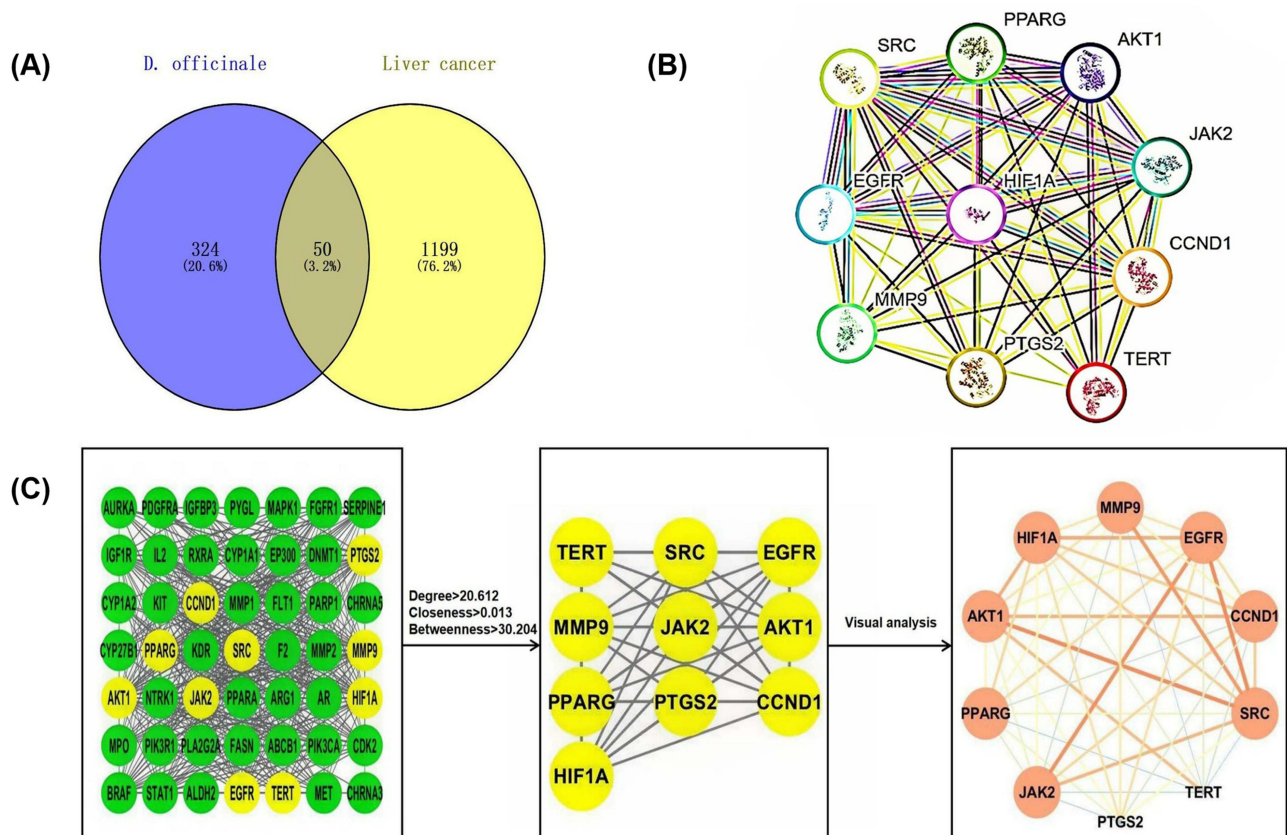 (A)
D. officinale
Liver cancer
324
(20.6%)
50
(3.2%)
1199
(76.2%)
(B)
PPARG
SRC
AKT1
JAK2
EGFR
HIF1A
CCND1
MMP9
PTGS2
TERT
(C)
AURKA PDGFRA IGFBP3 PYGL MAPK1 FGFR1 SERPINE1
IGF1R IL2 RXRA CYP1A1 EP300 DNMT1 PTGS2
CYP1A2 KIT CCND1 MMP1 FLT1 PARP1 CHRNA5
CYP27B1 PPARG KDR SRC F2 MMP2 MMP9
AKT1 NTRK1 JAK2 PPARA ARG1 AR HIF1A
MPO PIK3R1 PLA2G2A FASN ABCB1 PIK3CA CDK2
BRAF STAT1 ALDH2 EGFR TERT MET CHRNA3
Degree>20.612
Closeness>0.013
Betweenness>30.204
TERT SRC EGFR
MMP9 JAK2 AKT1
PPARG PTGS2 CCND1
HIF1A
Visual analysis
MMP9
HIF1A
EGFR
AKT1
CCND1
PPARG
SRC
JAK2
TERT
PTGS2